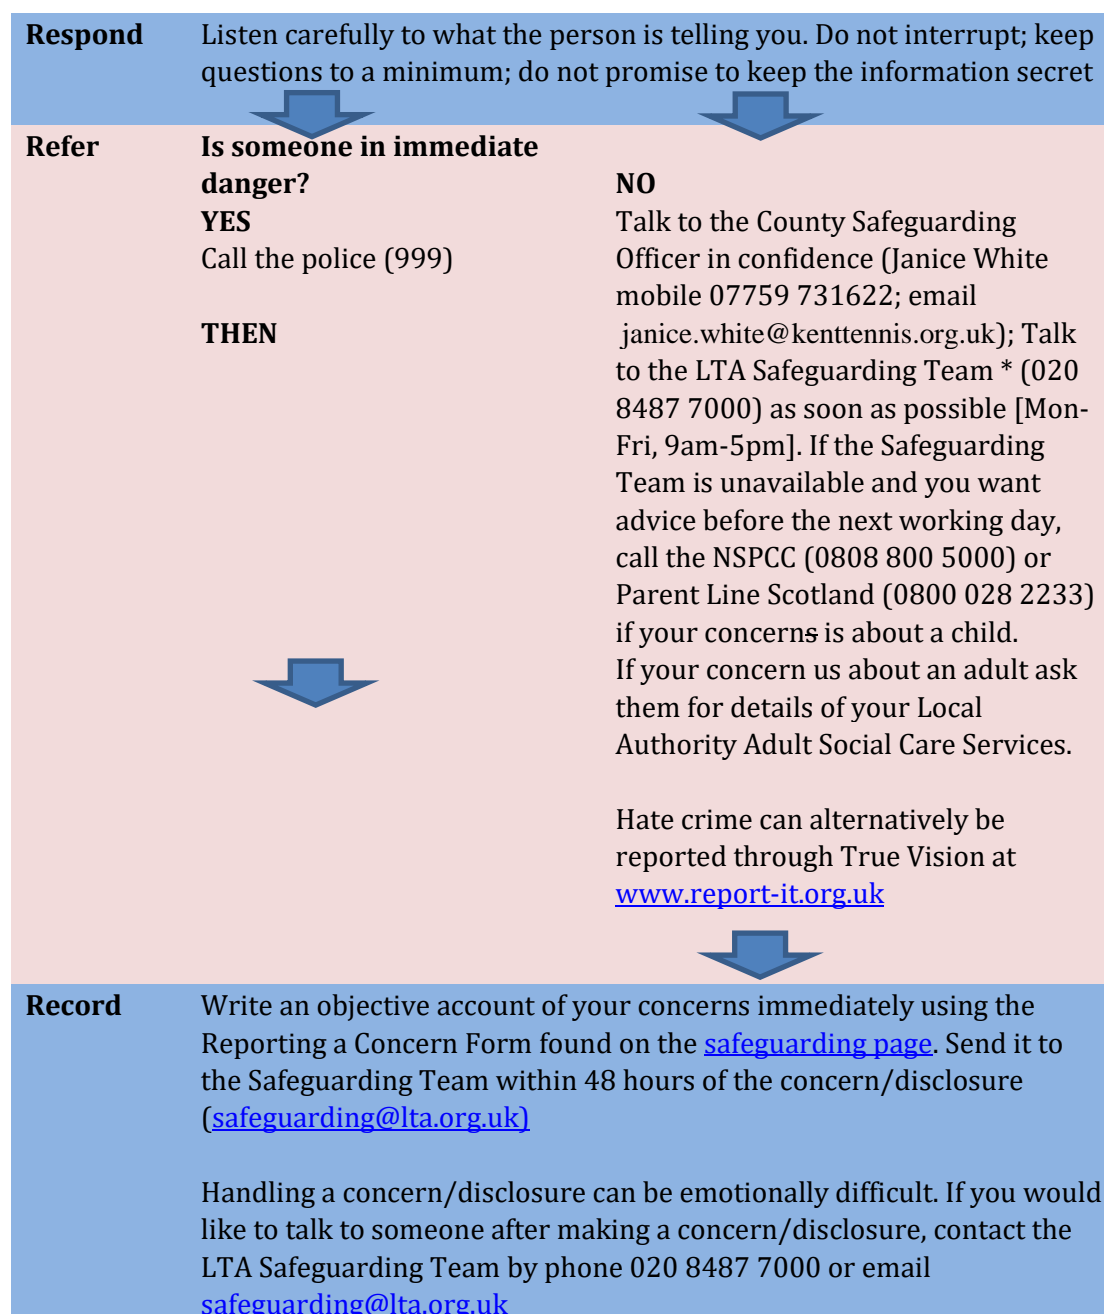 Respond
Listen carefully to what the person is telling you. Do not interrupt; keep
questions to a minimum; do not promise to keep the information secret
Refer
Is someone in immediate
danger?
YES
Call the police (999)
THEN
NO
Talk to the County Safeguarding
Officer in confidence (Janice White
mobile 07759 731622; email
janice.white@kenttennis.org.uk); Talk
to the LTA Safeguarding Team * (020
8487 7000) as soon as possible [Mon-
Fri, 9am-5pm]. If the Safeguarding
Team is unavailable and you want
advice before the next working day,
call the NSPCC (0808 800 5000) or
Parent Line Scotland (0800 028 2233)
if your concerns is about a child.
If your concern us about an adult ask
them for details of your Local
Authority Adult Social Care Services.
Hate crime can alternatively be
reported through True Vision at
www.report-it.org.uk
Record
Write an objective account of your concerns immediately using the
Reporting a Concern Form found on the safeguarding page. Send it to
the Safeguarding Team within 48 hours of the concern/disclosure
(safeguarding@lta.org.uk)
Handling a concern/disclosure can be emotionally difficult. If you would
like to talk to someone after making a concern/disclosure, contact the
LTA Safeguarding Team by phone 020 8487 7000 or email
safeguarding@lta.org.uk